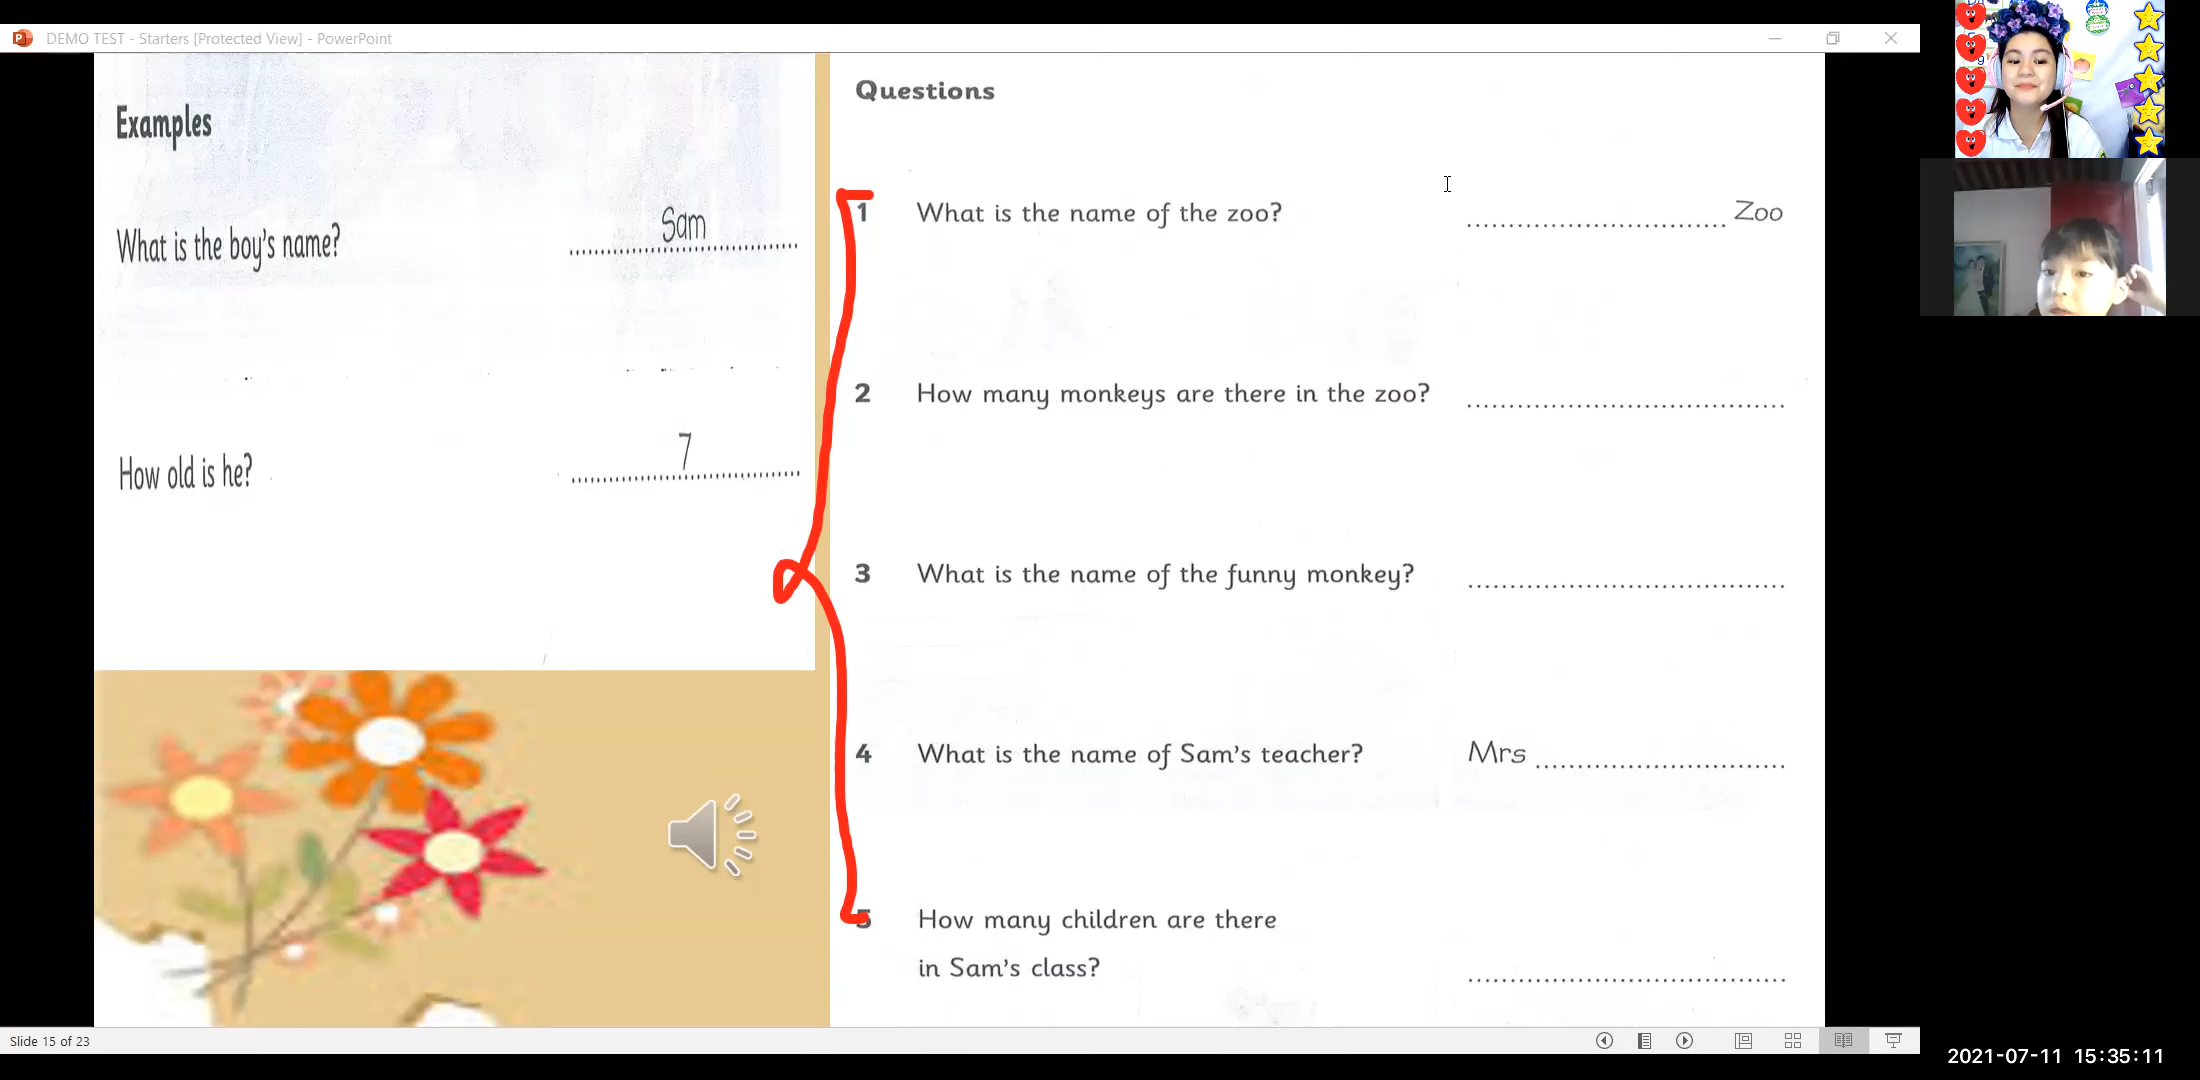 DEMO TEST - Starters [Protected View] - PowerPoint
Examples
What is the boy's name? Sam
How old is he? 7
Questions
1 What is the name of the zoo? Zoo
2 How many monkeys are there in the zoo?
3 What is the name of the funny monkey?
4 What is the name of Sam's teacher? Mrs
5 How many children are there
in Sam's class?
Slide 15 of 23
2021-07-11 15:35:11